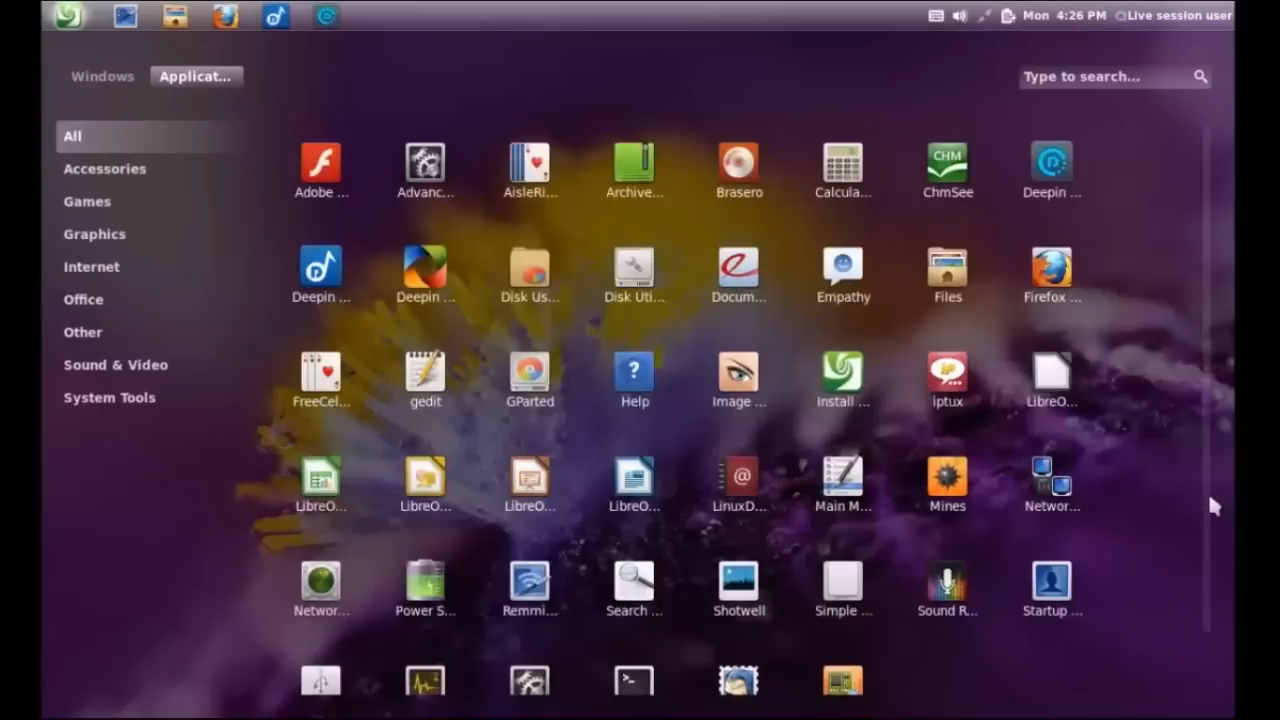 Mon 4:26 PM Live session user
Windows Applicat... Type to search...
All
Accessories
Games
Graphics
Internet
Office
Other
Sound & Video
System Tools
Adobe ... Advanc... AisleRi... Archive... Brasero Calcula... ChmSee Deepin ...
Deepin ... Deepin ... Disk Us... Disk Uti... Docum... Empathy Files Firefox ...
FreeCel... gedit GParted Help Image ... Install ... iptux LibreO...
LibreO... LibreO... LibreO... LibreO... LinuxD... Main M... Mines Networ...
Networ... Power S... Remmi... Search ... Shotwell Simple ... Sound R... Startup ...
CHM